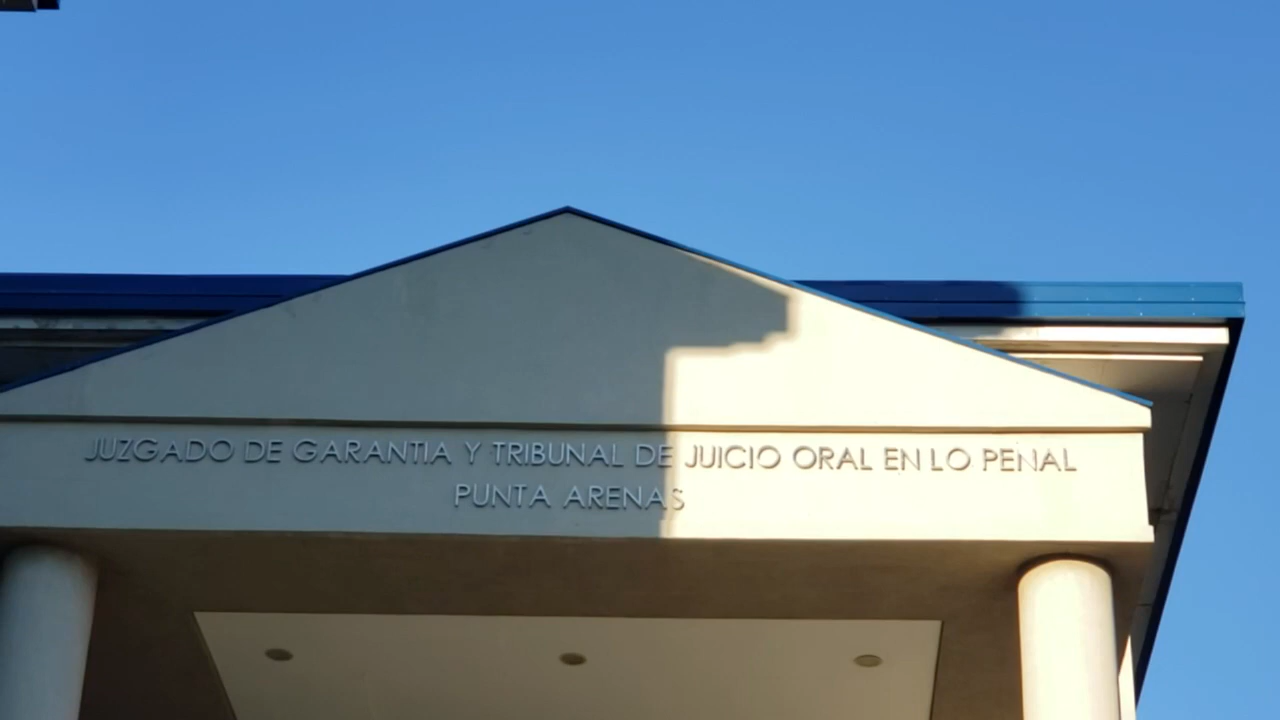 JUZGADO DE GARANTIA Y TRIBUNAL DE JUICIO ORAL EN LO PENAL
PUNTA ARENAS